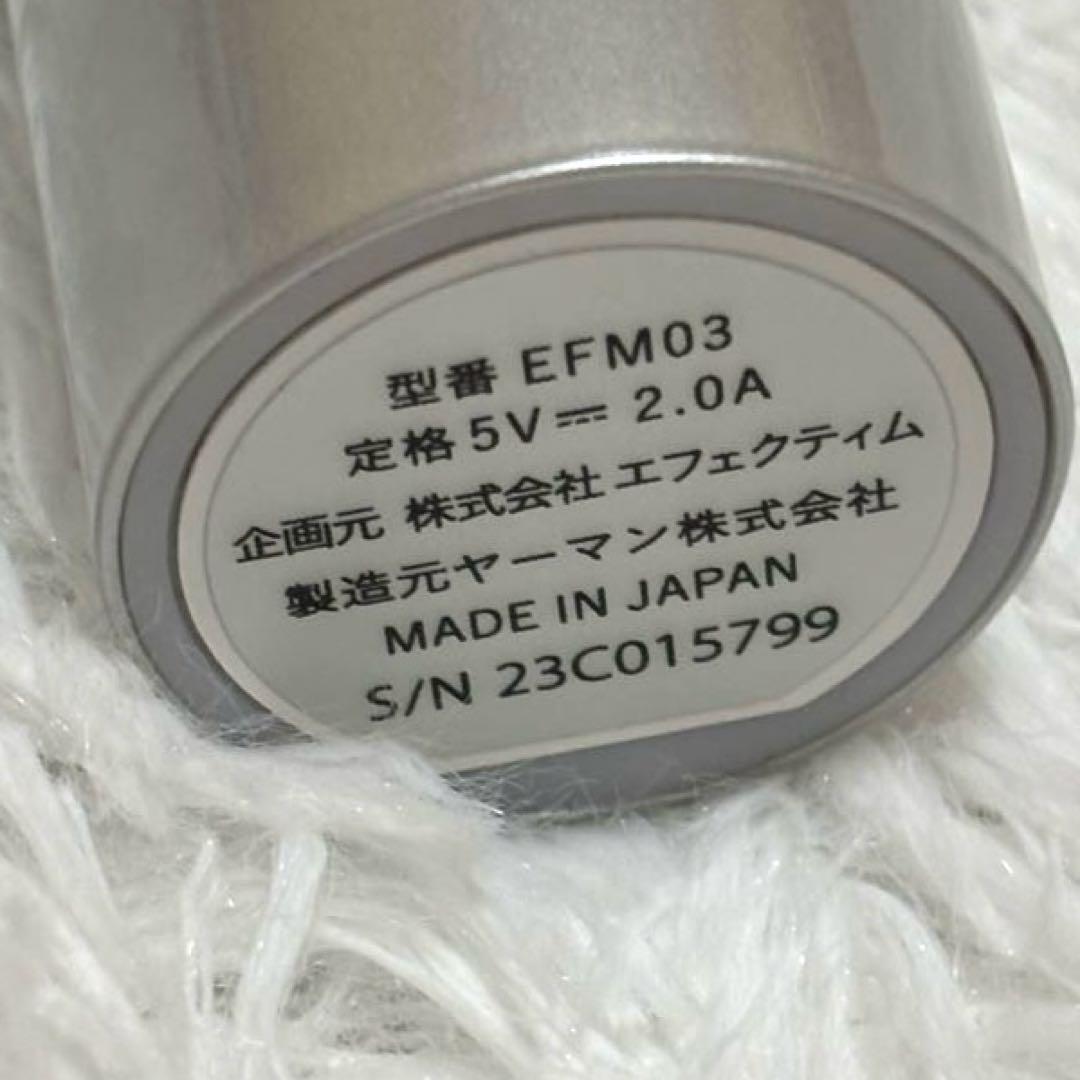 型番 EFM03
定格 5V⎓ 2.0A
企画元 株式会社 エフェクティム
製造元ヤーマン株式会社
MADE IN JAPAN
S/N 23C015799